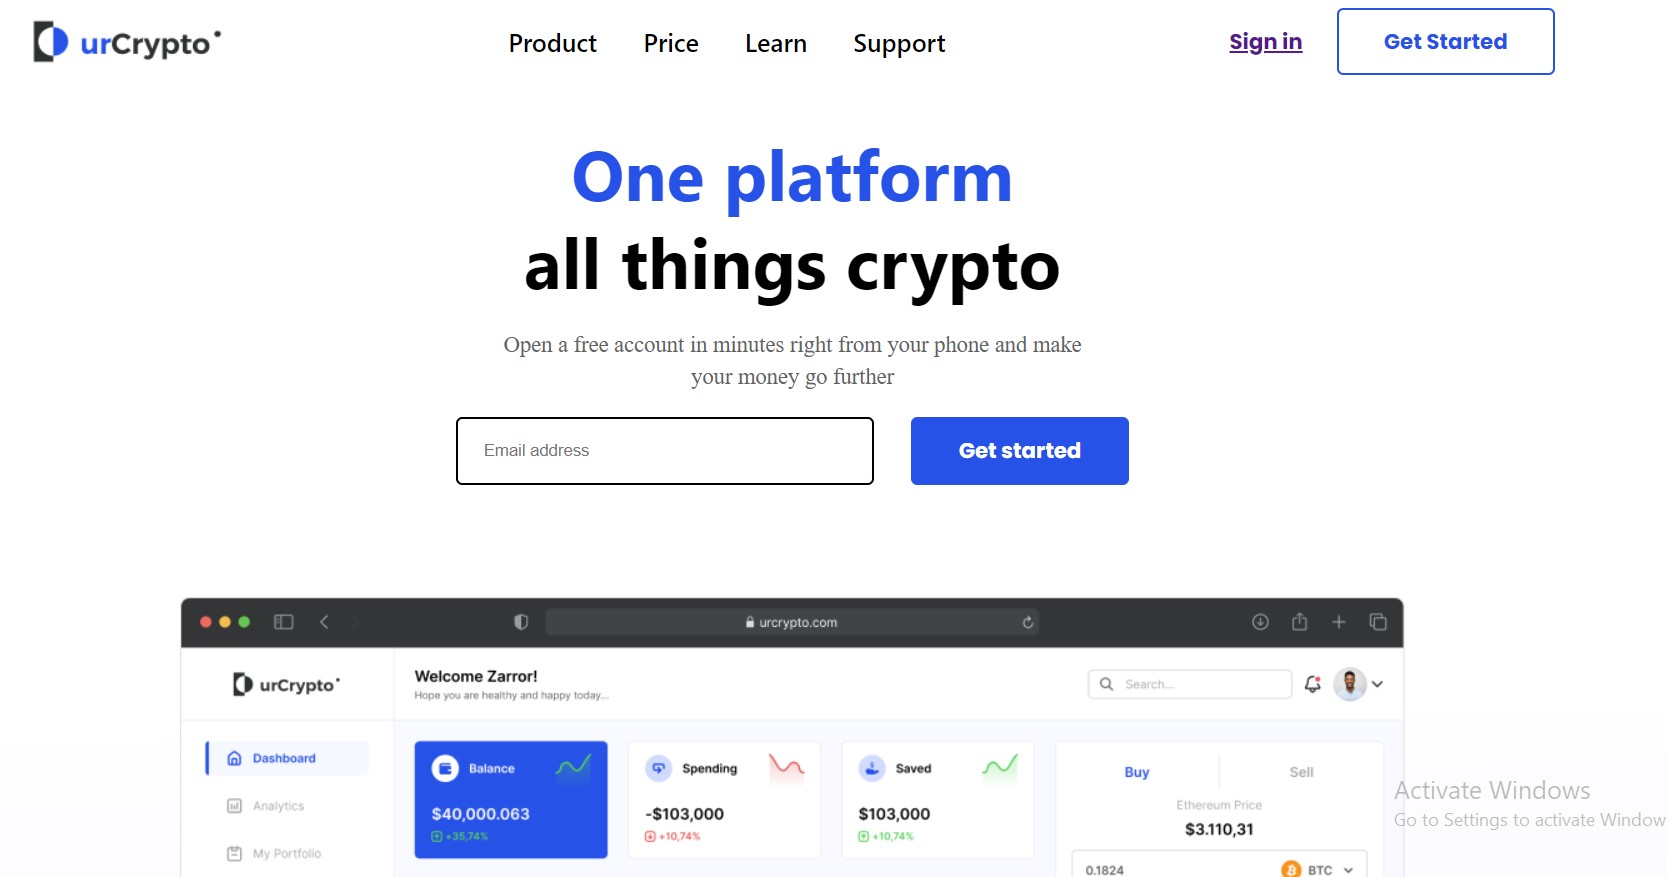 urCrypto
Product Price Learn Support
Sign in
Get Started
One platform
all things crypto
Open a free account in minutes right from your phone and make
your money go further
Email address
Get started
urcrypto.com
urCrypto
Welcome Zarror!
Hope you are healthy and happy today...
Search...
Dashboard
Analytics
My Portfolio
Balance
$40,000.063
+35,74%
Spending
-$103,000
+10,74%
Saved
$103,000
+10,74%
Buy
Sell
Ethereum Price
$3.110,31
0.1824
BTC
Activate Windows
Go to Settings to activate Window